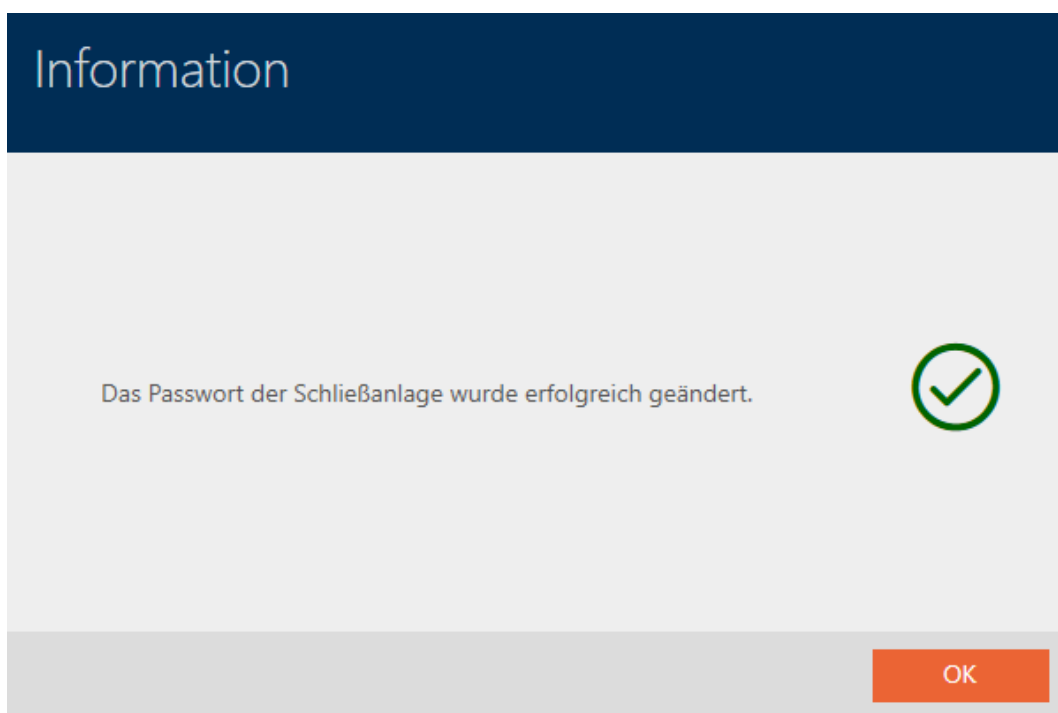 Information
Das Passwort der Schließanlage wurde erfolgreich geändert.
OK